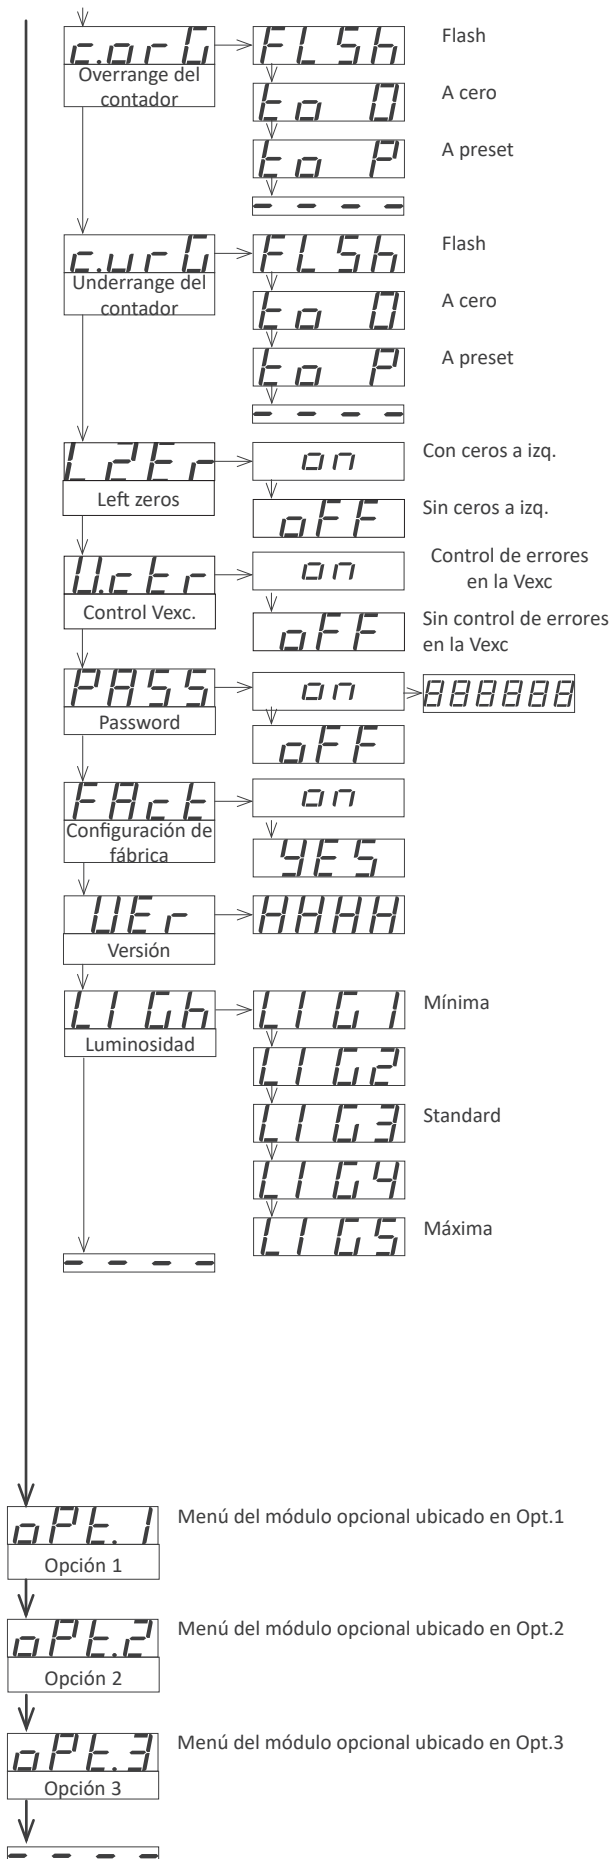 c.orG FLSh Flash
Overrange del
contador
to 0 A cero
to P A preset
- - - -
c.urG FLSh Flash
Underrange del
contador
to 0 A cero
to P A preset
- - - -
LZEr on Con ceros a izq.
Left zeros
oFF Sin ceros a izq.
U.ctr on Control de errores
en la Vexc
Control Vexc.
oFF Sin control de errores
en la Vexc
PASS on 888888
Password
oFF
FAct on
Configuración de
fábrica
yES
VEr HHHH
Versión
LIGh LIG1 Mínima
Luminosidad
LIG2
LIG3 Standard
LIG4
LIG5 Máxima
- - - -
oPt.1 Menú del módulo opcional ubicado en Opt.1
Opción 1
oPt.2 Menú del módulo opcional ubicado en Opt.2
Opción 2
oPt.3 Menú del módulo opcional ubicado en Opt.3
Opción 3
- - - -